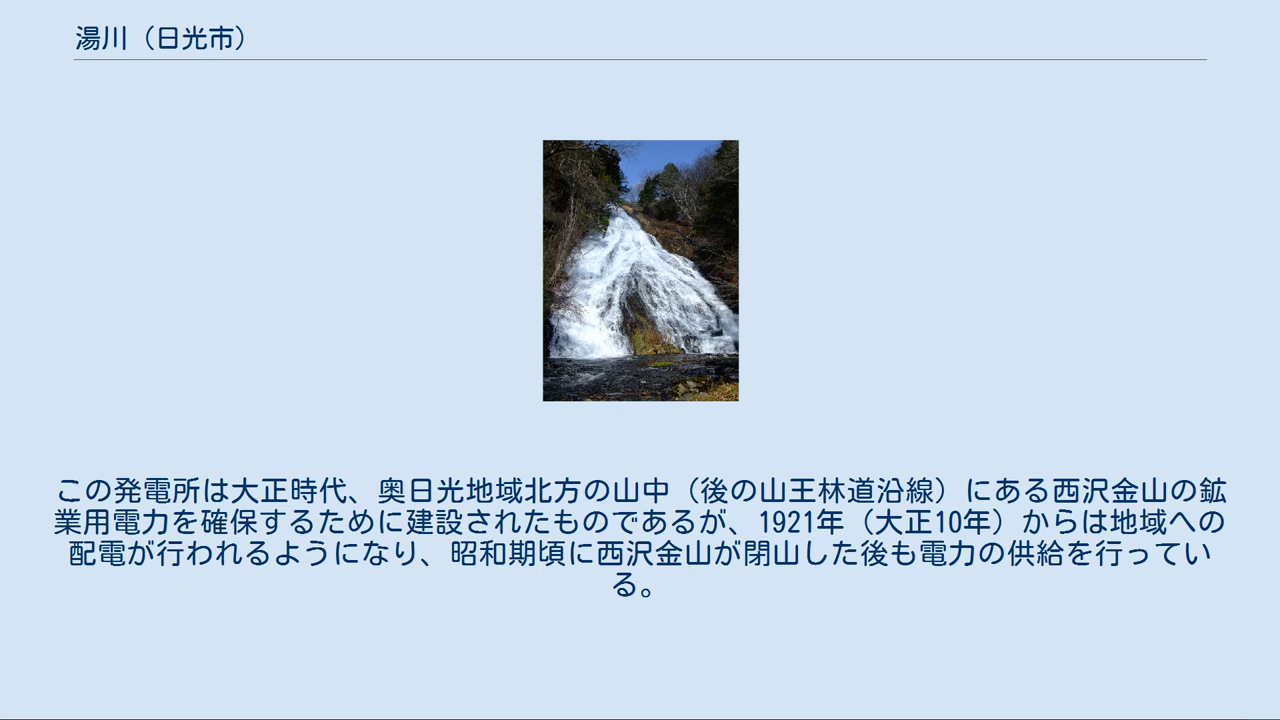 湯川（日光市）
この発電所は大正時代、奥日光地域北方の山中（後の山王林道沿線）にある西沢金山の鉱
業用電力を確保するために建設されたものであるが、1921年（大正10年）からは地域への
配電が行われるようになり、昭和期頃に西沢金山が閉山した後も電力の供給を行ってい
る。